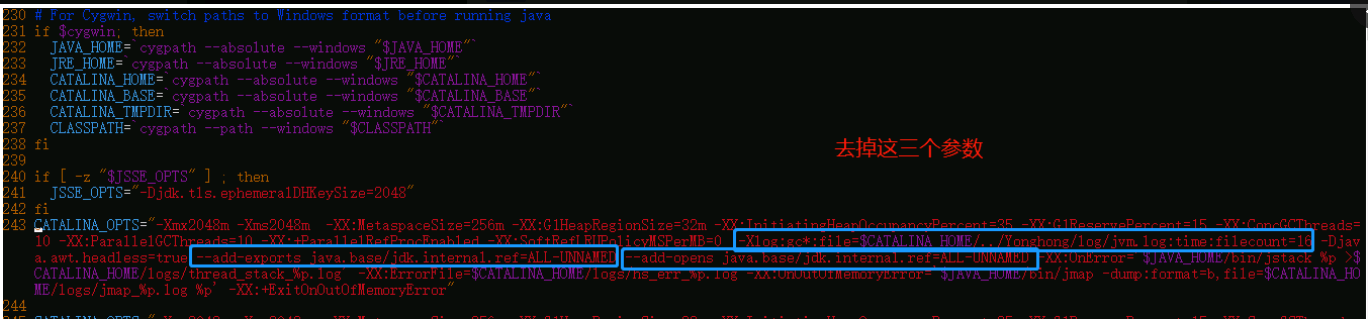 230 # For Cygwin, switch paths to Windows format before running java
231 if $cygwin; then
232   JAVA_HOME=`cygpath --absolute --windows "$JAVA_HOME"`
233   JRE_HOME=`cygpath --absolute --windows "$JRE_HOME"`
234   CATALINA_HOME=`cygpath --absolute --windows "$CATALINA_HOME"`
235   CATALINA_BASE=`cygpath --absolute --windows "$CATALINA_BASE"`
236   CATALINA_TMPDIR=`cygpath --absolute --windows "$CATALINA_TMPDIR"`
237   CLASSPATH=`cygpath --path --windows "$CLASSPATH"`
238 fi
去掉这三个参数
239
240 if [ -z "$JSSE_OPTS" ] ; then
241   JSSE_OPTS="-Djdk.tls.ephemeralDHKeySize=2048"
242 fi
243 CATALINA_OPTS="-Xmx2048m -Xms2048m  -XX:MetaspaceSize=256m -XX:G1HeapRegionSize=32m -XX:InitiatingHeapOccupancyPercent=35 -XX:G1ReservePercent=15 -XX:ConcGCThreads=
10 -XX:ParallelGCThreads=10 -XX:+ParallelRefProcEnabled -XX:SoftRefLRUPolicyMSPerMB=0  -Xlog:gc*:file=$CATALINA_HOME/../Yonghong/log/jvm.log:time:filecount=16 -Djav
a.awt.headless=true --add-exports java.base/jdk.internal.ref=ALL-UNNAMED --add-opens java.base/jdk.internal.ref=ALL-UNNAMED -XX:OnError='$JAVA_HOME/bin/jstack %p >$
CATALINA_HOME/logs/thread_stack_%p.log' -XX:ErrorFile=$CATALINA_HOME/logs/hs_err_%p.log -XX:OnOutOfMemoryError='$JAVA_HOME/bin/jmap -dump:format=b,file=$CATALINA_HO
ME/logs/jmap_%p.log %p' -XX:+ExitOnOutOfMemoryError"
244